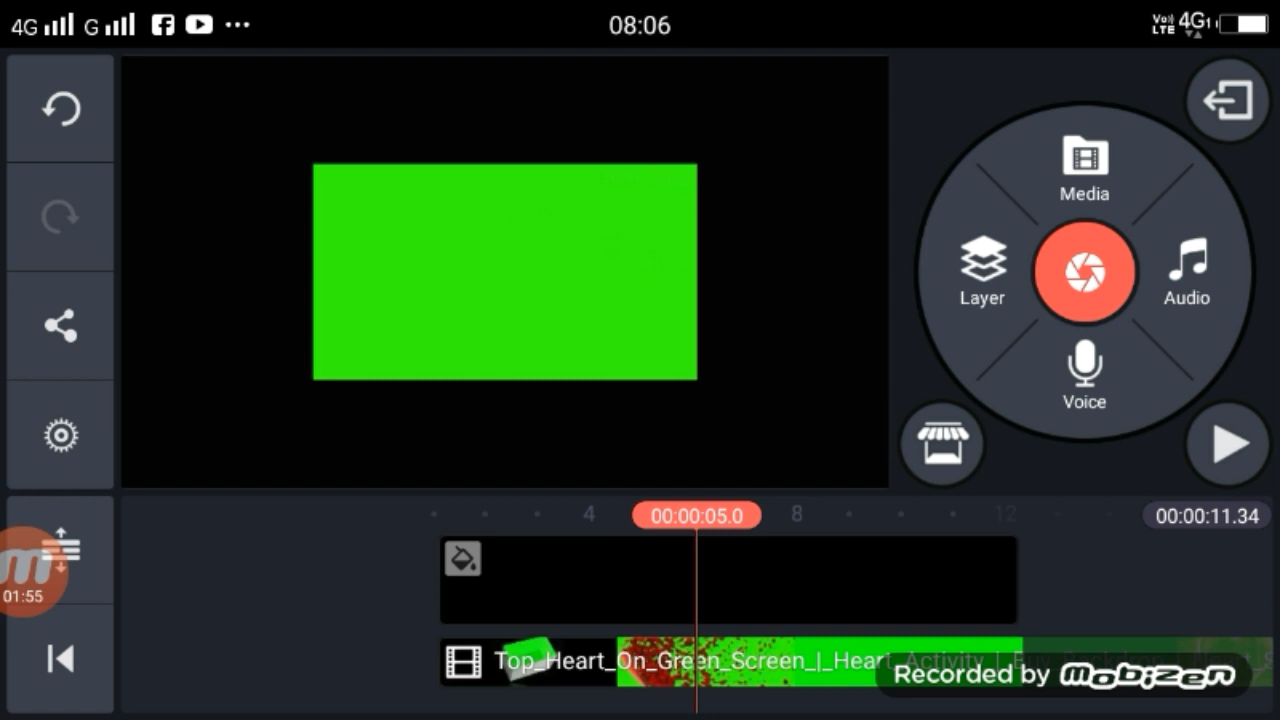 4G G 08:06 Vo)) LTE 4G
Media
Layer
Audio
Voice
4 00:00:05.0 8 12 00:00:11.34
m
01:55
Top_Heart_On_Green_Screen_|_Heart_Activity_|
Recorded by mobizen